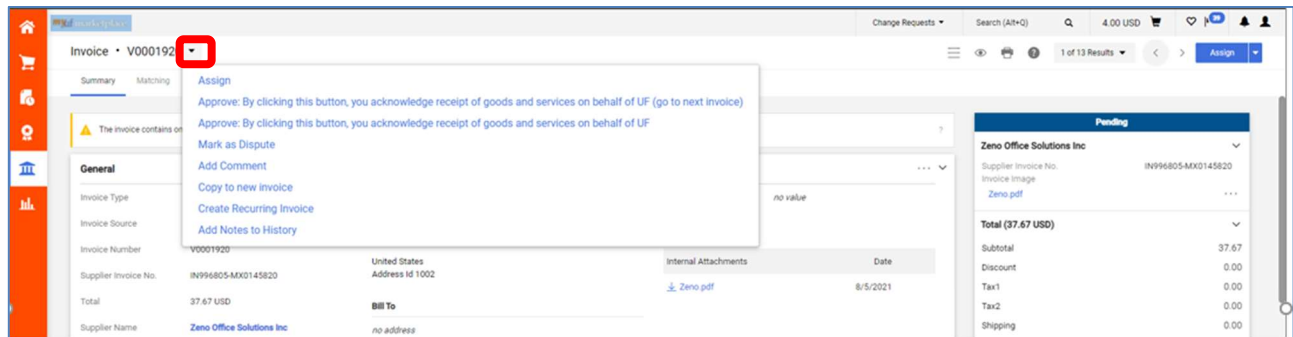 my marketplace
Change Requests
Search (Alt+Q)
4.00 USD
Invoice • V0001920
1 of 13 Results
Assign
Summary
Matching
Assign
Approve: By clicking this button, you acknowledge receipt of goods and services on behalf of UF (go to next invoice)
Approve: By clicking this button, you acknowledge receipt of goods and services on behalf of UF
Mark as Dispute
Add Comment
Copy to new invoice
Create Recurring Invoice
Add Notes to History
The invoice contains on
?
General
Invoice Type
Invoice Source
Invoice Number
V0001920
Supplier Invoice No.
IN996805-MX0145820
Total
37.67 USD
Supplier Name
Zeno Office Solutions Inc
United States
Address Id 1002
Bill To
no address
no value
Internal Attachments
Date
Zeno.pdf
8/5/2021
Pending
Zeno Office Solutions Inc
Supplier Invoice No.
IN996805-MX0145820
Invoice Image
Zeno.pdf
Total (37.67 USD)
Subtotal
37.67
Discount
0.00
Tax1
0.00
Tax2
0.00
Shipping
0.00